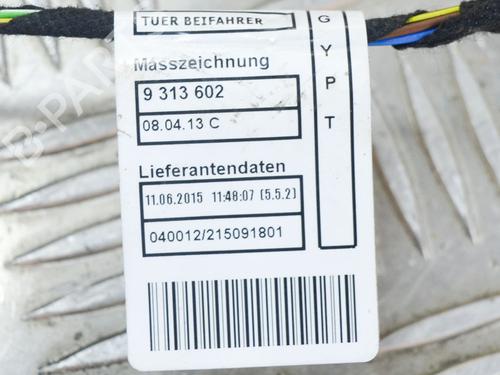 TUER BEIFAHRER
Masszeichnung
9 313 602
08.04.13 C
Lieferantendaten
11.06.2015 11:48:07 (5.5.2)
040012/215091801
G
Y
P
T
B-PARTS